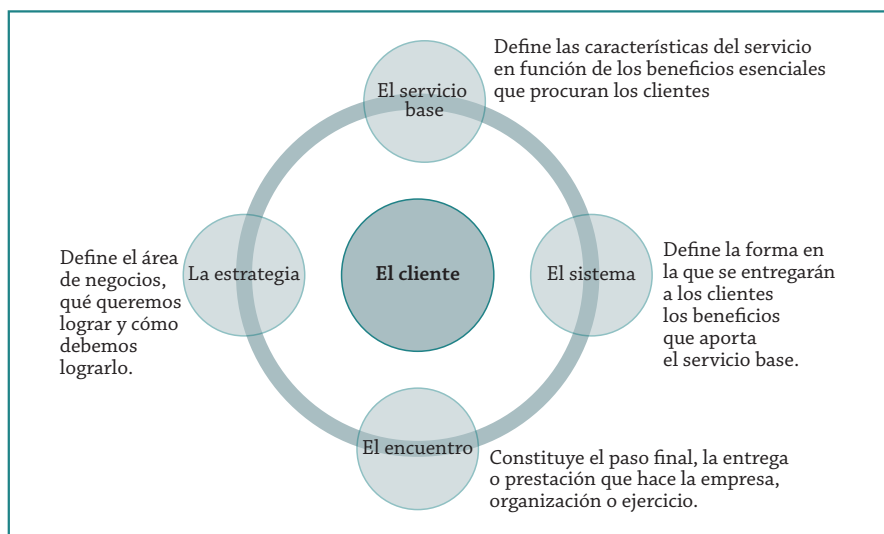 Define las características del servicio
en función de los beneficios esenciales
que procuran los clientes
El servicio
base
Define el área
de negocios,
qué queremos
lograr y cómo
debemos
lograrlo.
La estrategia
El cliente
El sistema
Define la forma en
la que se entregarán
a los clientes
los beneficios
que aporta
el servicio base.
El encuentro
Constituye el paso final, la entrega
o prestación que hace la empresa,
organización o ejercicio.